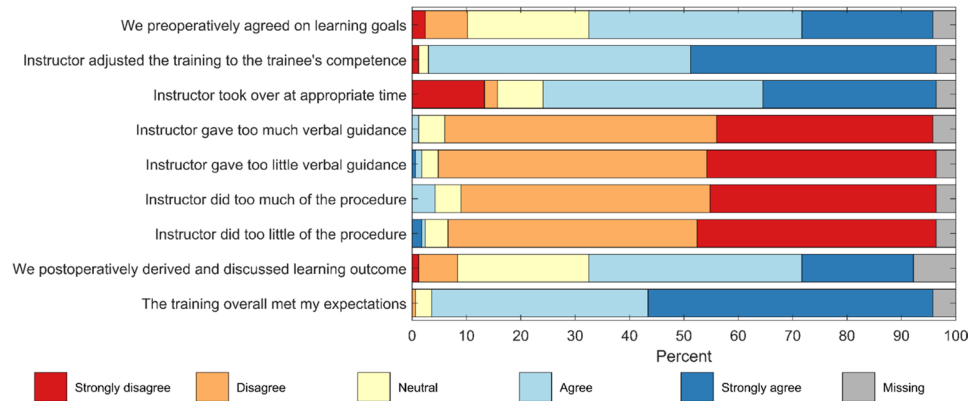 We preoperatively agreed on learning goals
Instructor adjusted the training to the trainee's competence
Instructor took over at appropriate time
Instructor gave too much verbal guidance
Instructor gave too little verbal guidance
Instructor did too much of the procedure
Instructor did too little of the procedure
We postoperatively derived and discussed learning outcome
The training overall met my expectations
0 10 20 30 40 50 60 70 80 90 100
Percent
Strongly disagree Disagree Neutral Agree Strongly agree Missing